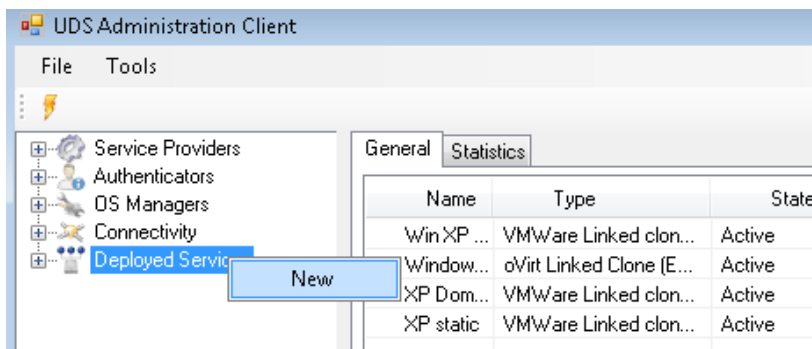 UDS Administration Client
File Tools
General Statistics
Service Providers
Authenticators
OS Managers
Connectivity
Deployed Servic
New
Name Type State
Win XP ... VMWare Linked clon... Active
Window... oVirt Linked Clone (E... Active
XP Dom... VMWare Linked clon... Active
XP static VMWare Linked clon... Active